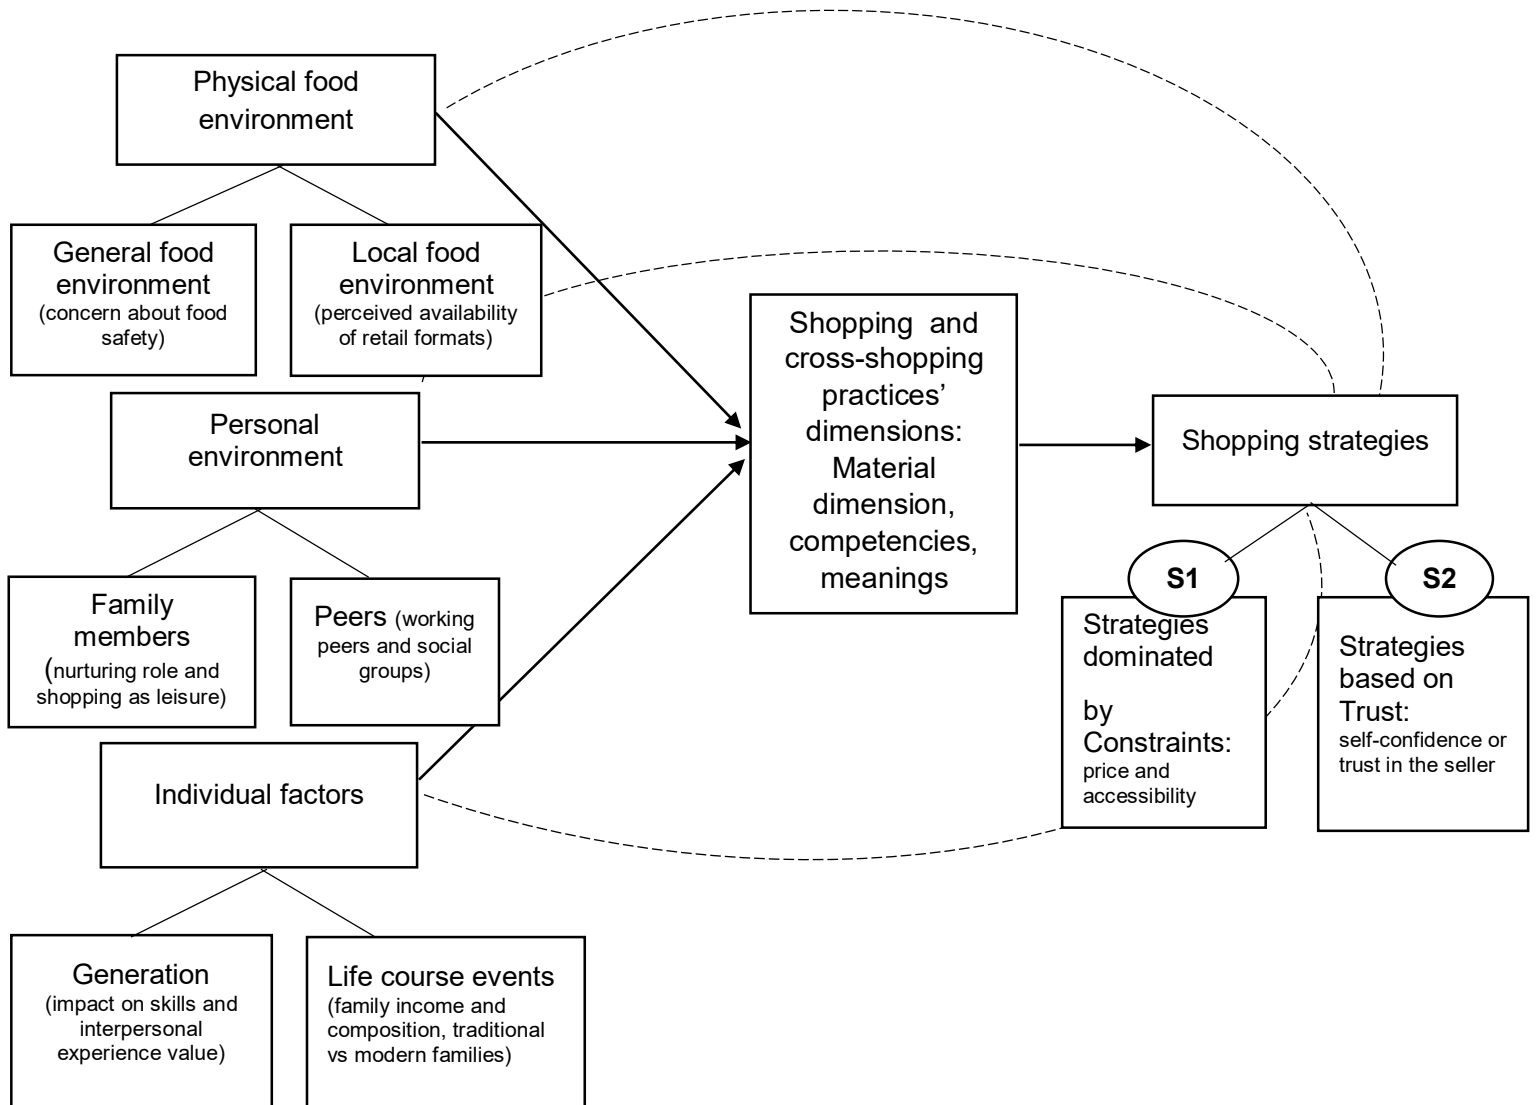 Physical food
environment
General food
environment
(concern about food
safety)
Local food
environment
(perceived availability
of retail formats)
Personal
environment
Family
members
(nurturing role and
shopping as leisure)
Peers (working
peers and social
groups)
Individual factors
Generation
(impact on skills and
interpersonal
experience value)
Life course events
(family income and
composition, traditional
vs modern families)
Shopping and
cross-shopping
practices’
dimensions:
Material
dimension,
competencies,
meanings
Shopping strategies
S1
Strategies
dominated
by
Constraints:
price and
accessibility
S2
Strategies
based on
Trust:
self-confidence or
trust in the seller